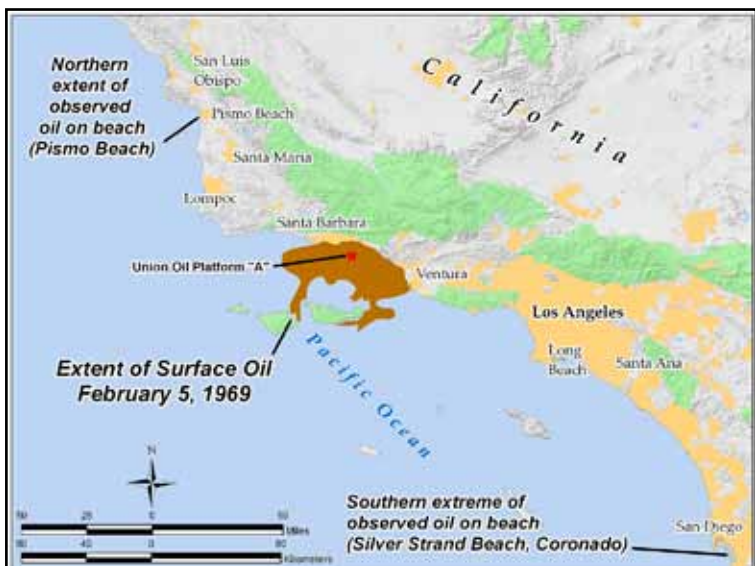 Northern
extent of
observed
oil on beach
(Pismo Beach)
San Luis
Obispo
Pismo Beach
Santa Maria
Lompoc
Santa Barbara
California
Union Oil Platform "A"
Ventura
Los Angeles
Long
Beach
Santa Ana
Extent of Surface Oil
February 5, 1969
Pacific Ocean
N
Southern extreme of
observed oil on beach
(Silver Strand Beach, Coronado)
San Diego
Miles
Kilometers